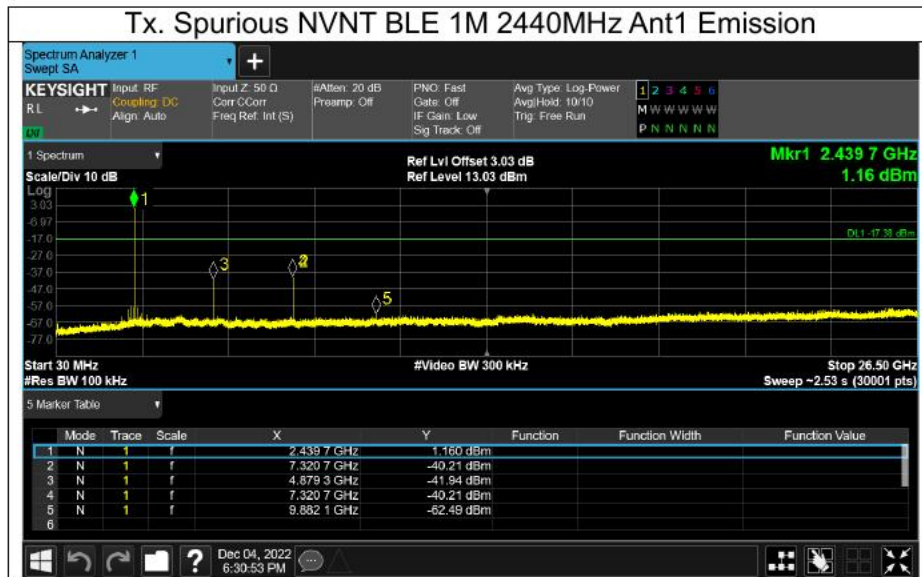 Tx. Spurious NVNT BLE 1M 2440MHz Ant1 Emission
Spectrum Analyzer 1
Swept SA
+
KEYSIGHT Input: RF Input Z: 50 Ω #Atten: 20 dB PNO: Fast Avg Type: Log-Power 1 2 3 4 5 6
RL Coupling: DC Corr CCorr Preamp: Off Gate: Off Avg|Hold: 10/10 M W W W W W
Align: Auto Freq Ref: Int (S) IF Gain: Low Trig: Free Run
Sig Track: Off P N N N N N
LXI
1 Spectrum Ref Lvl Offset 3.03 dB Mkr1 2.439 7 GHz
Scale/Div 10 dB Ref Level 13.03 dBm 1.16 dBm
Log
1
3.03
-6.97
-17.0 DL1 -17.38 dBm
-27.0
3
-37.0
-47.0
5
-57.0
-67.0
-77.0
Start 30 MHz #Video BW 300 kHz Stop 26.50 GHz
#Res BW 100 kHz Sweep ~2.53 s (30001 pts)
5 Marker Table
Mode Trace Scale X Y Function Function Width Function Value
1 N 1 f 2.439 7 GHz 1.160 dBm
2 N 1 f 7.320 7 GHz -40.21 dBm
3 N 1 f 4.879 3 GHz -41.94 dBm
4 N 1 f 7.320 7 GHz -40.21 dBm
5 N 1 f 9.882 1 GHz -62.49 dBm
6
? Dec 04, 2022
6:30:53 PM